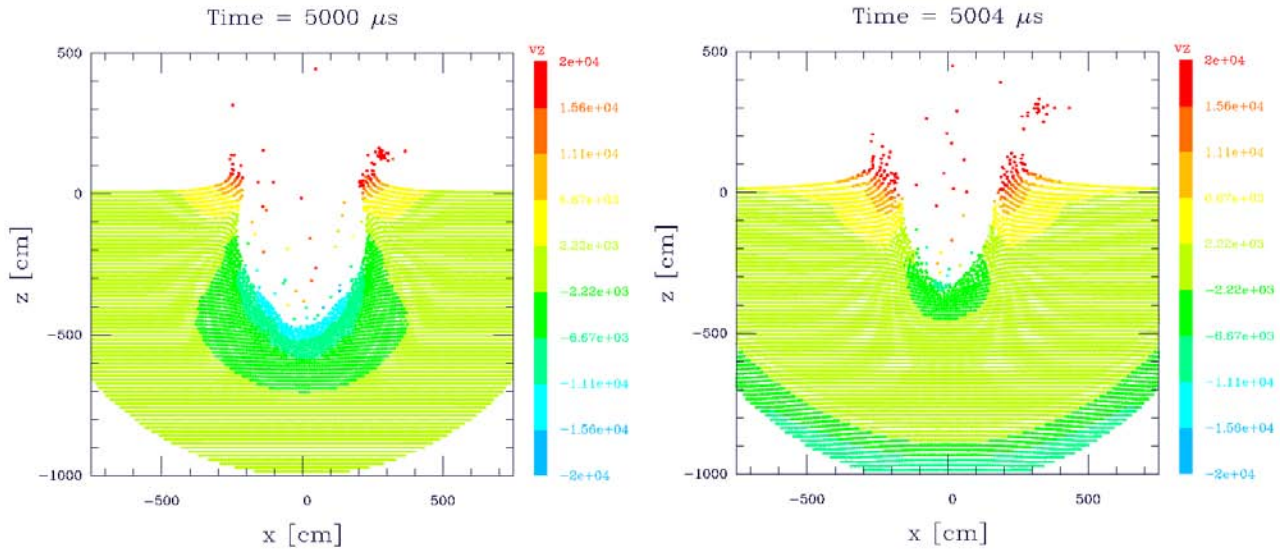 Time = 5000 μs
vz
2e+04
1.56e+04
1.11e+04
6.67e+03
2.22e+03
−2.22e+03
−6.67e+03
−1.11e+04
−1.56e+04
−2e+04
500
0
−500
−1000
z [cm]
−500
0
500
x [cm]
Time = 5004 μs
vz
2e+04
1.56e+04
1.11e+04
6.67e+03
2.22e+03
−2.22e+03
−6.67e+03
−1.11e+04
−1.56e+04
−2e+04
500
0
−500
−1000
z [cm]
−500
0
500
x [cm]